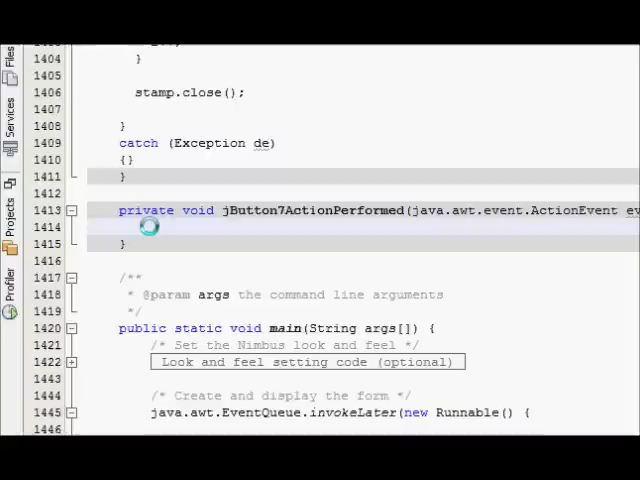 Files
Services
Projects
Profiler
1404 }
1405
1406 stamp.close();
1407
1408 }
1409 catch (Exception de)
1410 {}
1411 }
1412
1413 private void jButton7ActionPerformed(java.awt.event.ActionEvent ev
1414
1415 }
1416
1417 /**
1418 * @param args the command line arguments
1419 */
1420 public static void main(String args[]) {
1421 /* Set the Nimbus look and feel */
1422 Look and feel setting code (optional)
1443
1444 /* Create and display the form */
1445 java.awt.EventQueue.invokeLater(new Runnable() {
1446